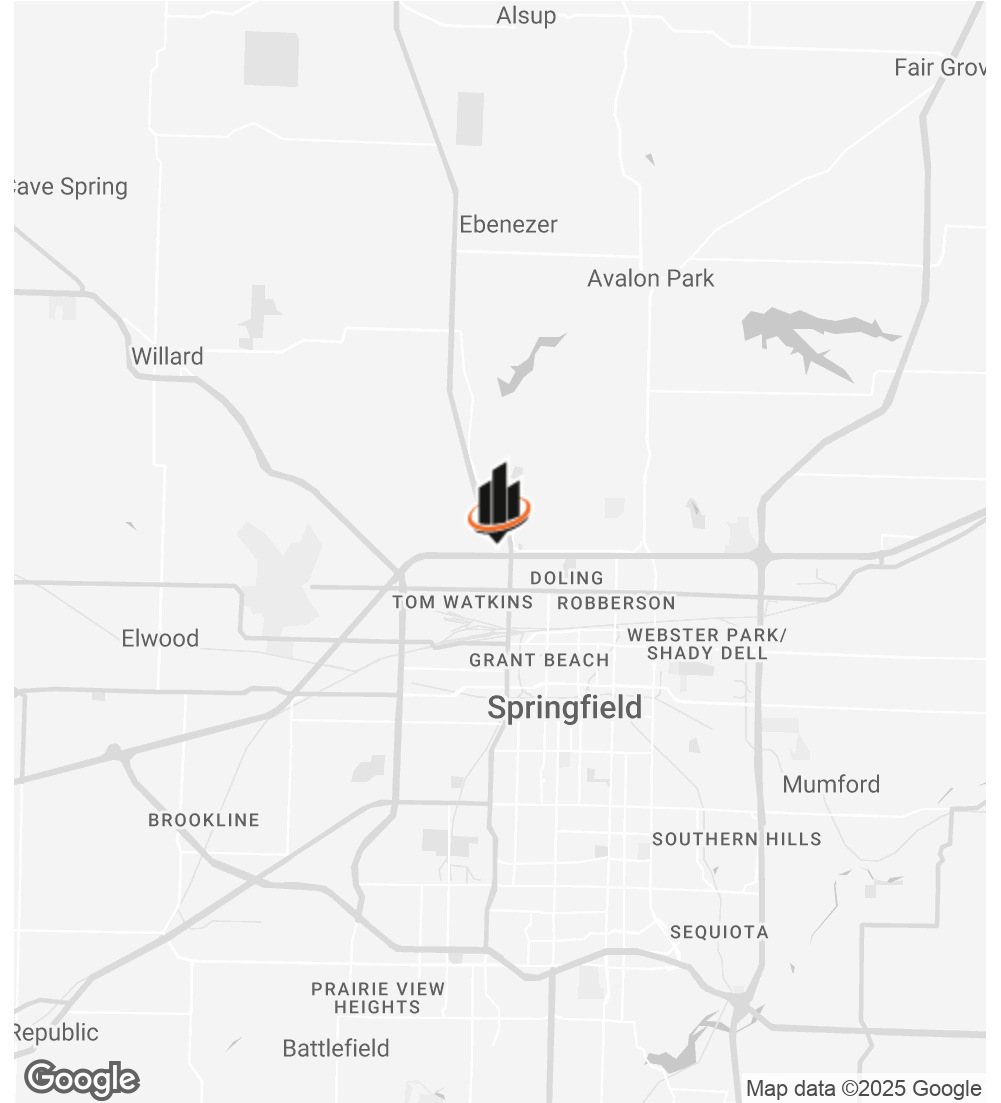 Alsup
Fair Grov
Cave Spring
Ebenezer
Avalon Park
Willard
DOLING
TOM WATKINS
ROBBERSON
Elwood
WEBSTER PARK/
SHADY DELL
GRANT BEACH
Springfield
Mumford
BROOKLINE
SOUTHERN HILLS
SEQUIOTA
PRAIRIE VIEW
HEIGHTS
Republic
Battlefield
Google
Map data ©2025 Google